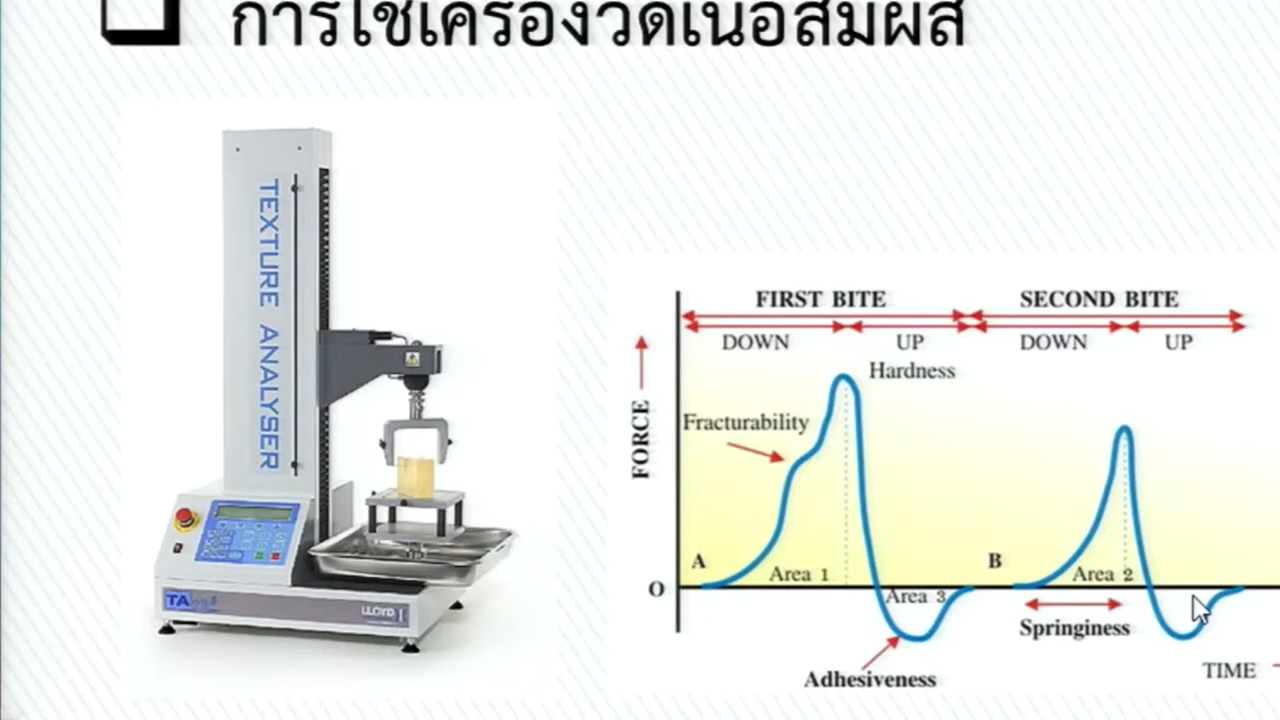 การใช้เครื่องวัดเนื้อสัมผัส
TEXTURE ANALYSER
TA
LLOYD
FIRST BITE
SECOND BITE
DOWN
UP
DOWN
UP
Hardness
Fracturability
FORCE
A
B
Area 1
Area 2
O
Area 3
Springiness
TIME
Adhesiveness